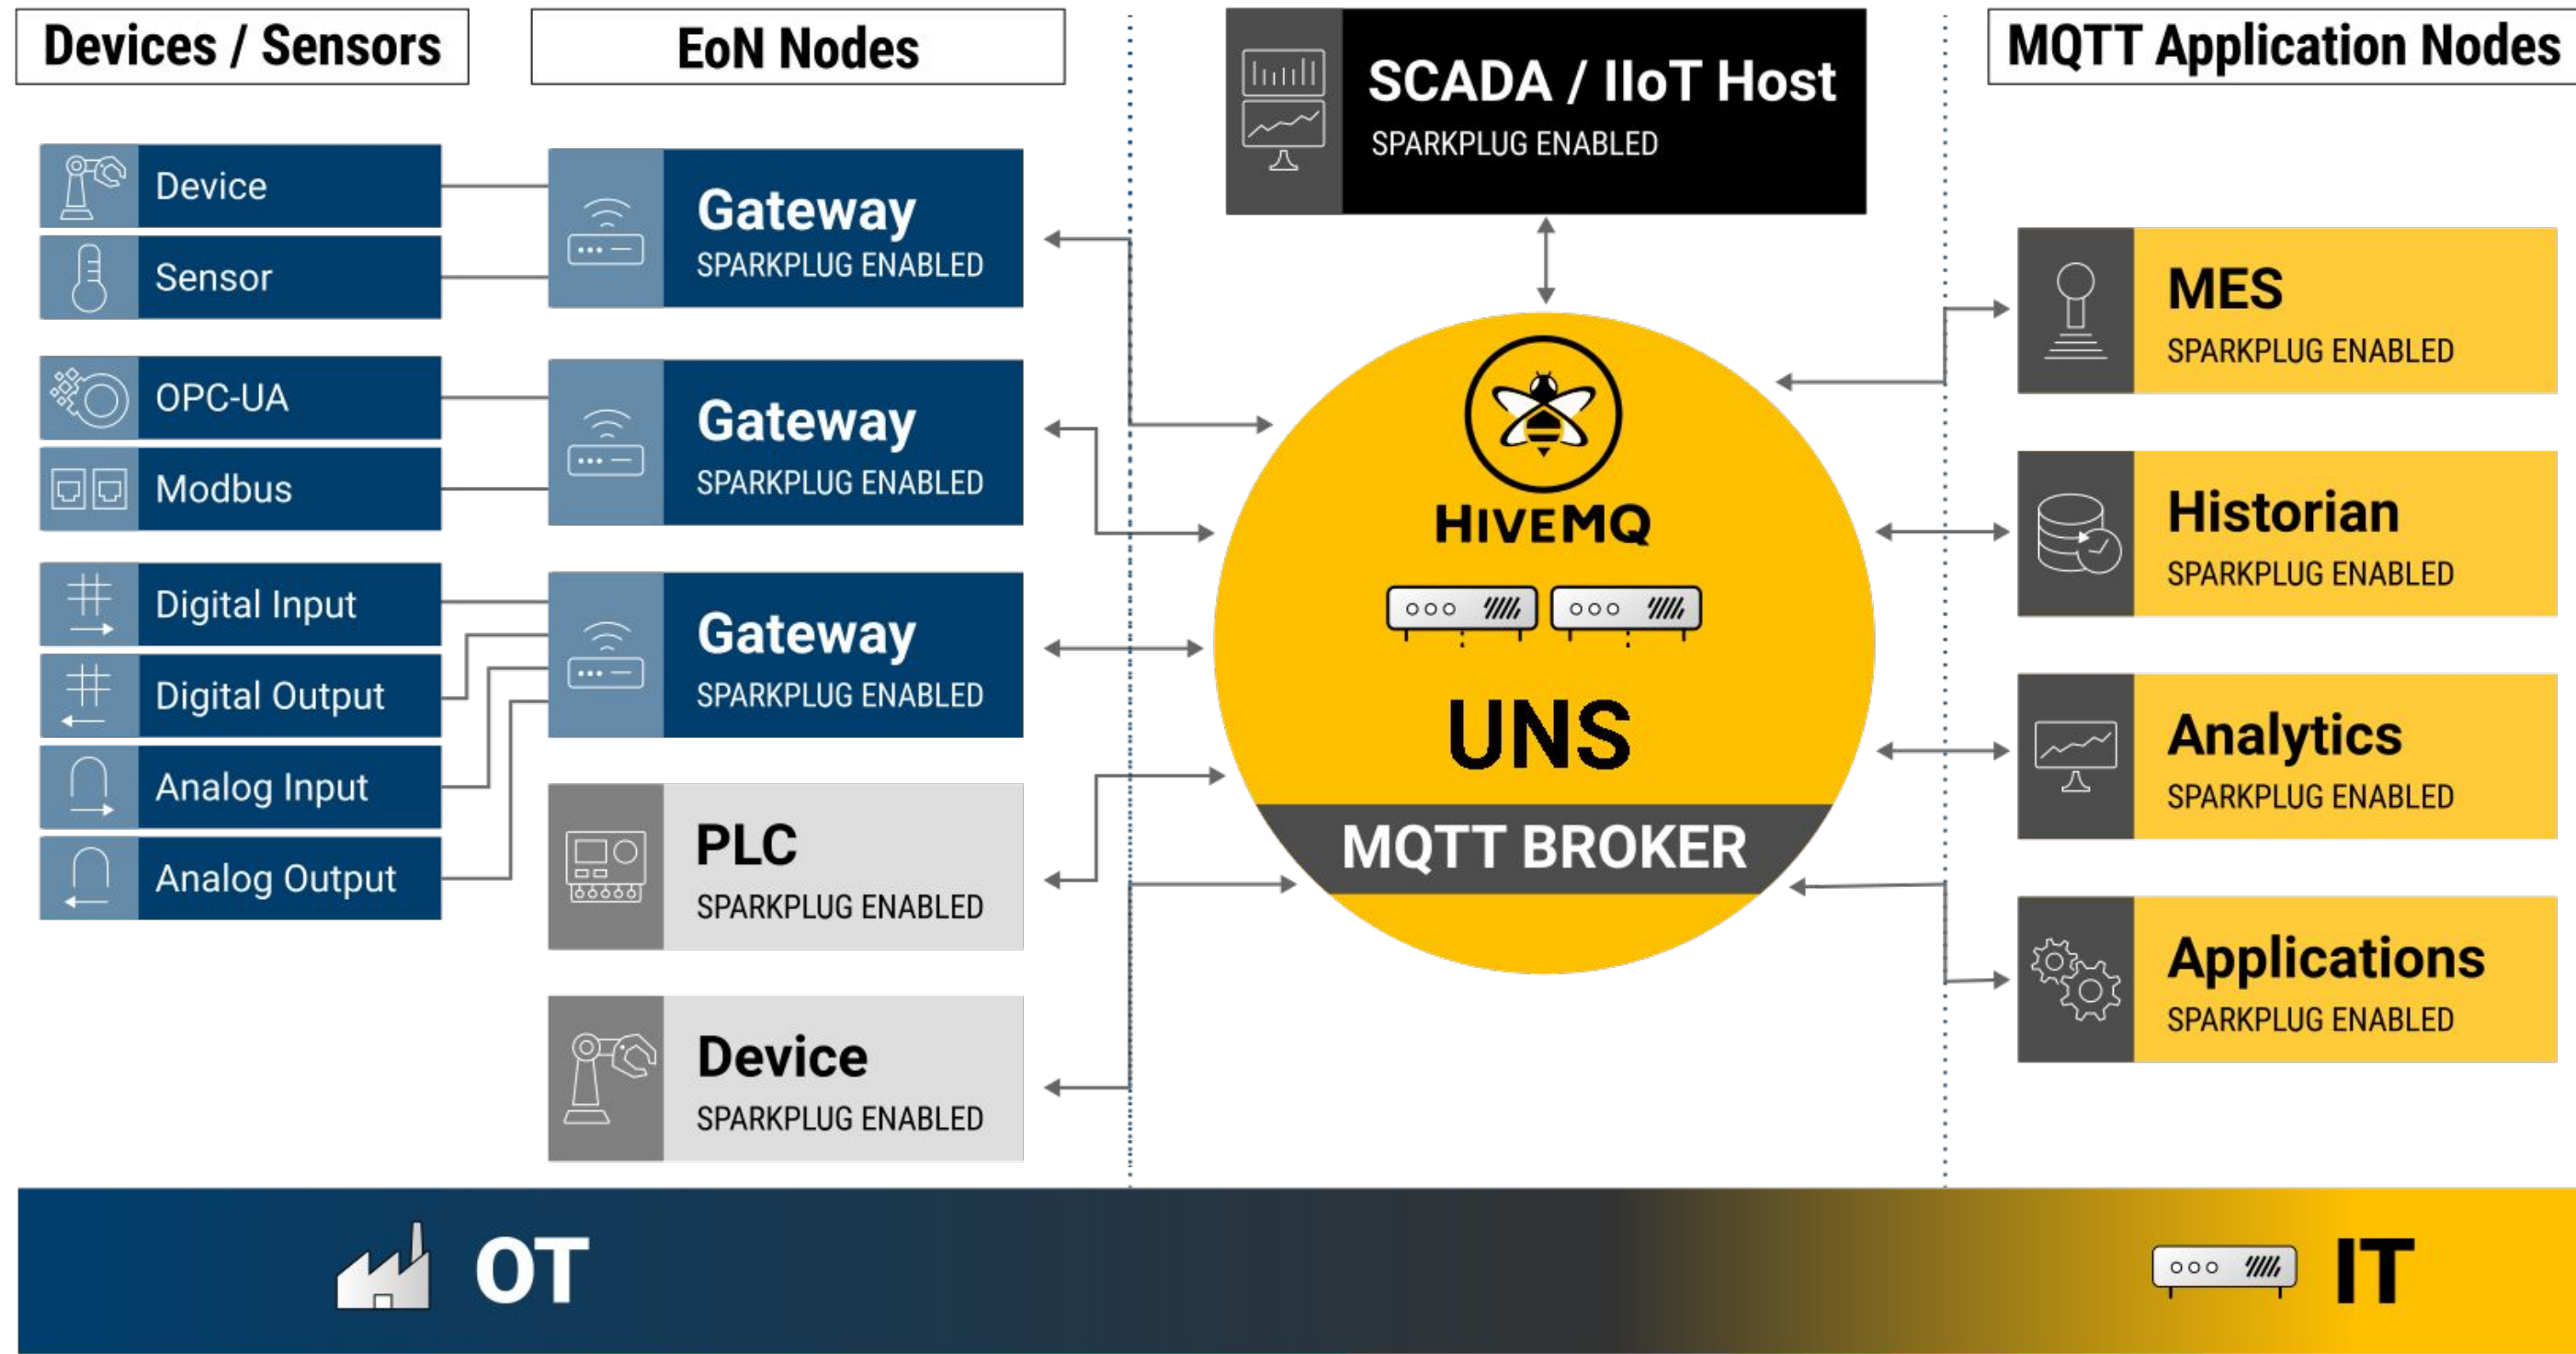 Devices / Sensors
EoN Nodes
SCADA / IIoT Host
SPARKPLUG ENABLED
MQTT Application Nodes
Device
Sensor
OPC-UA
Modbus
Digital Input
Digital Output
Analog Input
Analog Output
Gateway
SPARKPLUG ENABLED
Gateway
SPARKPLUG ENABLED
Gateway
SPARKPLUG ENABLED
PLC
SPARKPLUG ENABLED
Device
SPARKPLUG ENABLED
HIVEMQ
UNS
MQTT BROKER
MES
SPARKPLUG ENABLED
Historian
SPARKPLUG ENABLED
Analytics
SPARKPLUG ENABLED
Applications
SPARKPLUG ENABLED
OT
IT